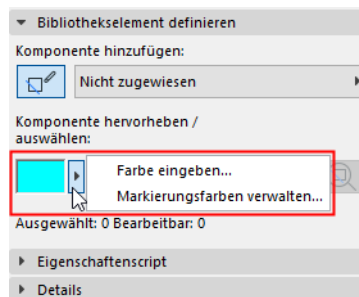 Bibliothekselement definieren
Komponente hinzufügen:
Nicht zugewiesen
Komponente hervorheben /
auswählen:
Farbe eingeben...
Markierungsfarben verwalten...
Ausgewählt: 0 Bearbeitbar: 0
Eigenschaftenscript
Details